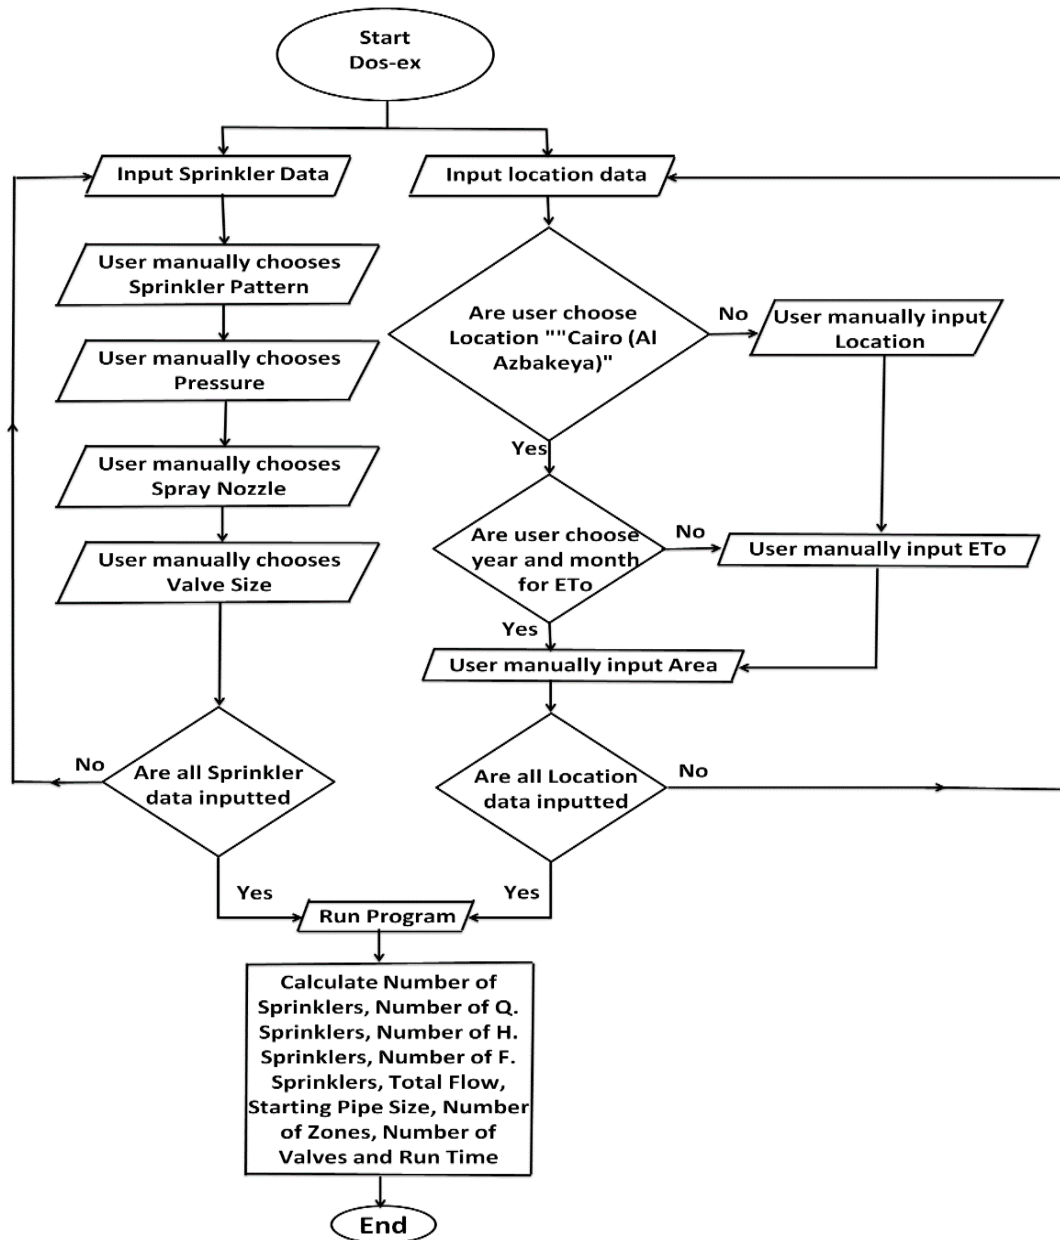 Start
Dos-ex
Input Sprinkler Data
Input location data
User manually chooses
Sprinkler Pattern
Are user choose
Location ""Cairo (Al
Azbakeya)"
No
User manually input
Location
User manually chooses
Pressure
Yes
User manually chooses
Spray Nozzle
Are user choose
year and month
for ETo
No
User manually input ETo
User manually chooses
Valve Size
Yes
User manually input Area
No
Are all Sprinkler
data inputted
Are all Location
data inputted
No
Yes
Yes
Run Program
Calculate Number of
Sprinklers, Number of Q.
Sprinklers, Number of H.
Sprinklers, Number of F.
Sprinklers, Total Flow,
Starting Pipe Size, Number
of Zones, Number of
Valves and Run Time
End